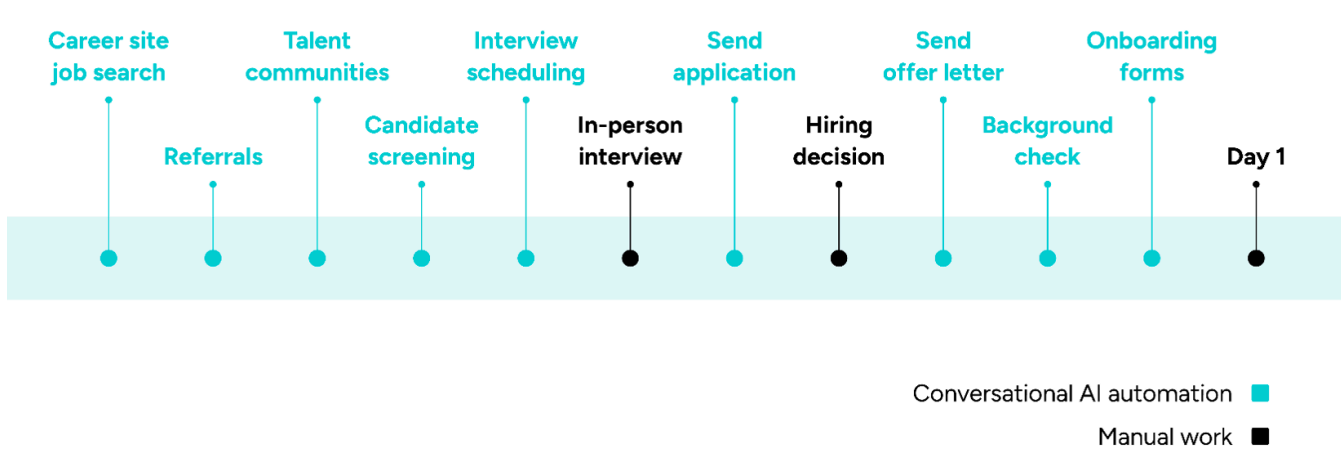 Career site
job search
Referrals
Talent
communities
Candidate
screening
Interview
scheduling
In-person
interview
Send
application
Hiring
decision
Send
offer letter
Background
check
Onboarding
forms
Day 1
Conversational AI automation
Manual work